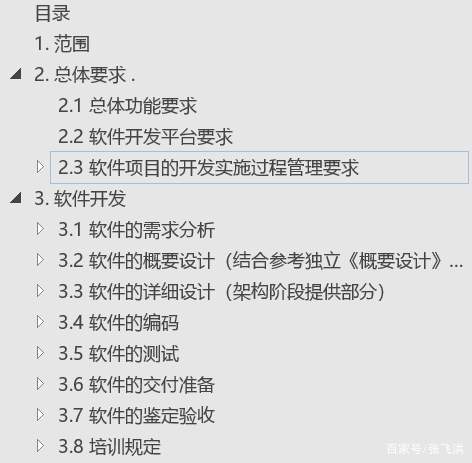 目录
1. 范围
2. 总体要求 .
2.1 总体功能要求
2.2 软件开发平台要求
2.3 软件项目的开发实施过程管理要求
3. 软件开发
3.1 软件的需求分析
3.2 软件的概要设计（结合参考独立《概要设计》...
3.3 软件的详细设计（架构阶段提供部分）
3.4 软件的编码
3.5 软件的测试
3.6 软件的交付准备
3.7 软件的鉴定验收
3.8 培训规定
百家号/张飞洪